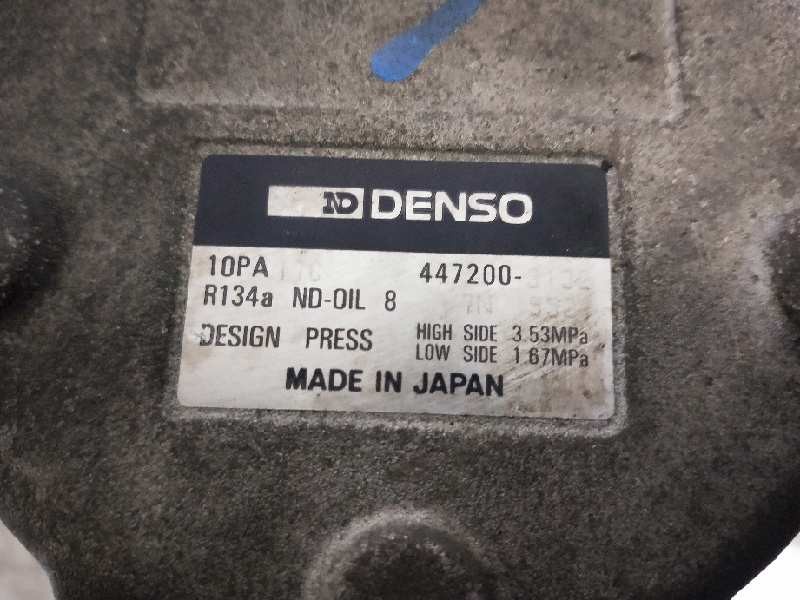 ND DENSO
10PA 447200-
R134a ND-OIL 8
DESIGN PRESS HIGH SIDE 3.53MPa
LOW SIDE 1.67MPa
MADE IN JAPAN